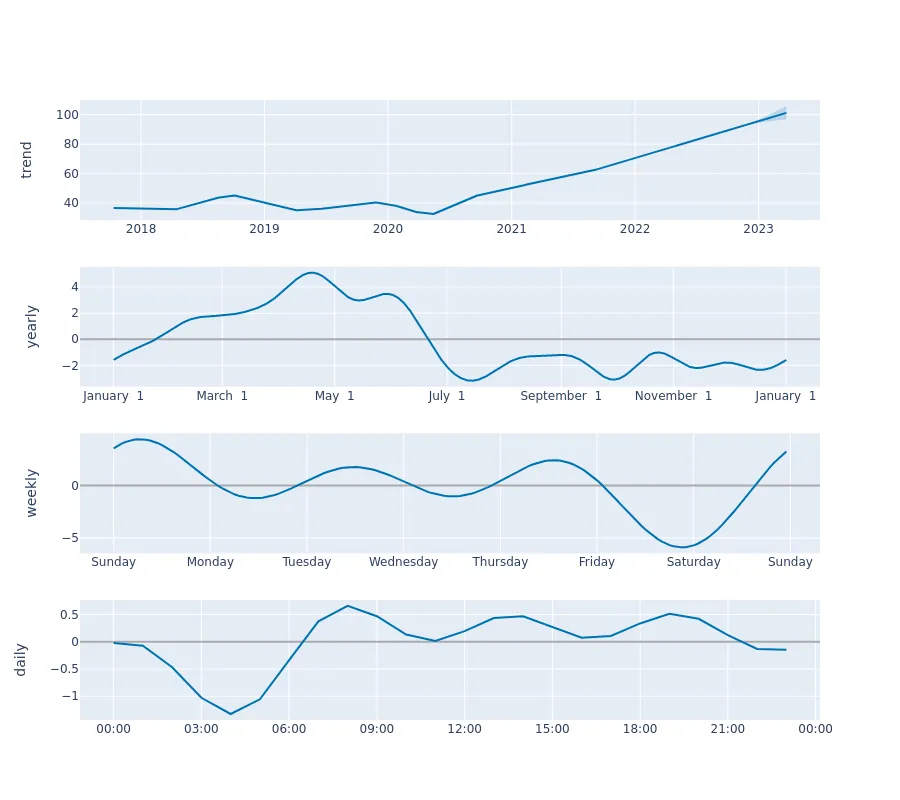 trend
100
80
60
40
2018 2019 2020 2021 2022 2023
yearly
4
2
0
−2
January 1 March 1 May 1 July 1 September 1 November 1 January 1
weekly
0
−5
Sunday Monday Tuesday Wednesday Thursday Friday Saturday Sunday
daily
0.5
0
−0.5
−1
00:00 03:00 06:00 09:00 12:00 15:00 18:00 21:00 00:00